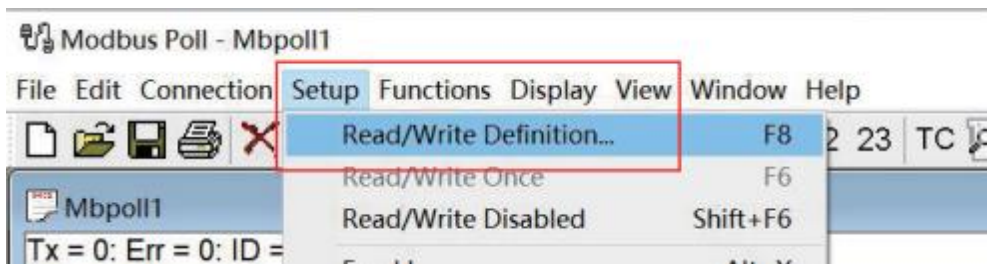 Modbus Poll - Mbpoll1
File Edit Connection Setup Functions Display View Window Help
Read/Write Definition... F8 2 23 TC
Read/Write Once F6
Mbpoll1
Read/Write Disabled Shift+F6
Tx = 0: Err = 0: ID =